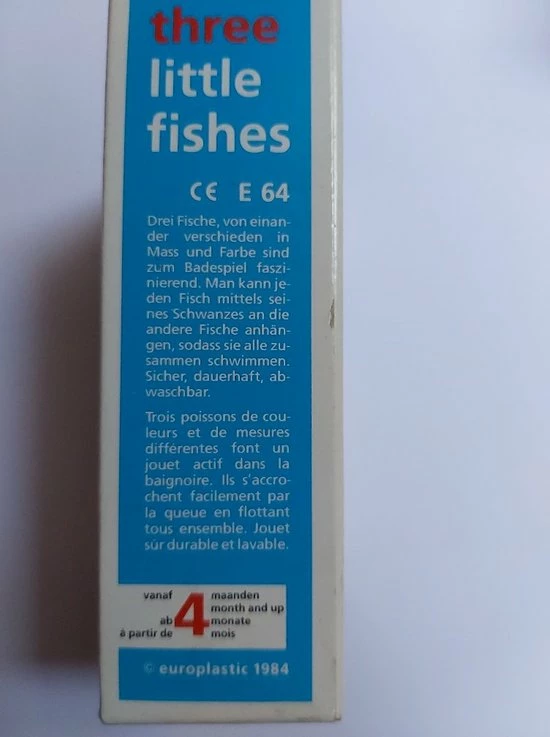 three
little
fishes
CE E 64
Drei Fische, von einan-
der verschieden in
Mass und Farbe sind
zum Badespiel faszi-
nierend. Man kann je-
den Fisch mittels sei-
nes Schwanzes an die
andere Fische anhän-
gen, sodass sie alle zu-
sammen schwimmen.
Sicher, dauerhaft, ab-
waschbar.
Trois poissons de cou-
leurs et de mesures
différentes font un
jouet actif dans la
baignoire. Ils s'accro-
chent facilement par
la queue en flottant
tous ensemble. Jouet
sûr durable et lavable.
vanaf 4 maanden
month and up
ab monate
à partir de mois
© europlastic 1984